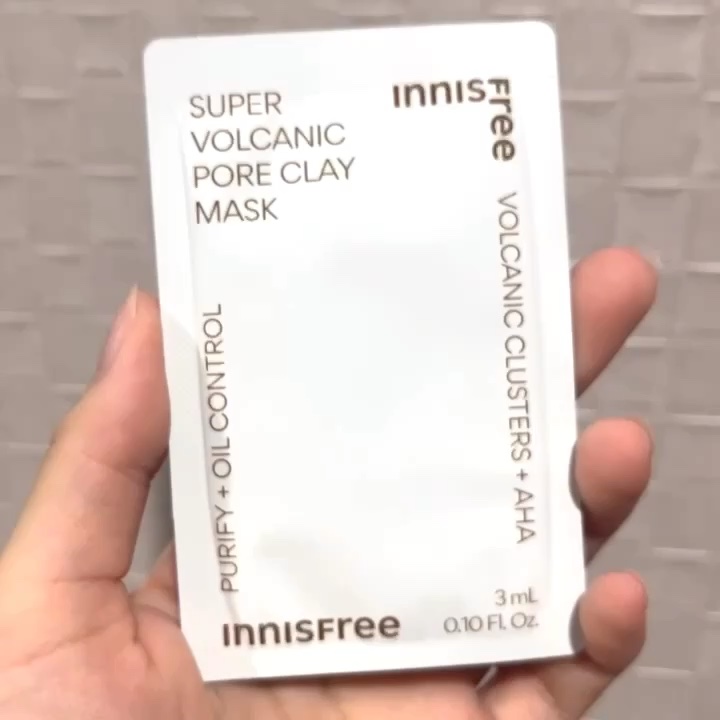 SUPER
VOLCANIC
PORE CLAY
MASK
INNISFree
VOLCANIC CLUSTERS + AHA
PURIFY + OIL CONTROL
INNISFree
3 mL
0.10 Fl. Oz.